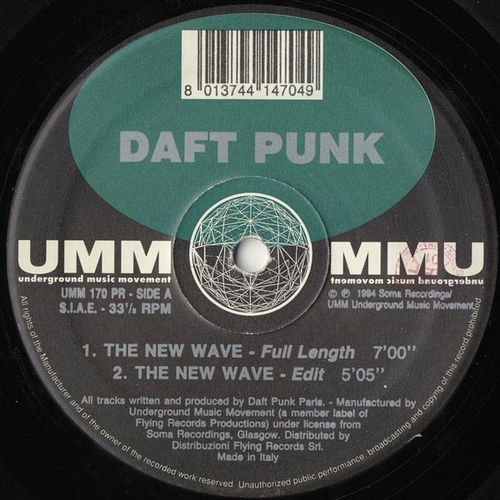 8 013744 147049
DAFT PUNK
UMM
underground music movement
UMM
underground music movement
UMM 170 PR - SIDE A
S.I.A.E. - 33¹/₃ RPM
© ℗ 1994 Soma Recordings/
UMM Underground Music Movement
1. THE NEW WAVE - Full Length 7'00''
2. THE NEW WAVE - Edit 5'05''
All tracks written and produced by Daft Punk Paris. - Manufactured by
Underground Music Movement (a member label of
Flying Records Productions) under license from
Soma Recordings, Glasgow. Distributed by
Distribuzioni Flying Records Srl.
Made in Italy
All rights of the Manufacturer and of the owner of the recorded work reserved. Unauthorized public performance, broadcasting and copying of this record prohibited